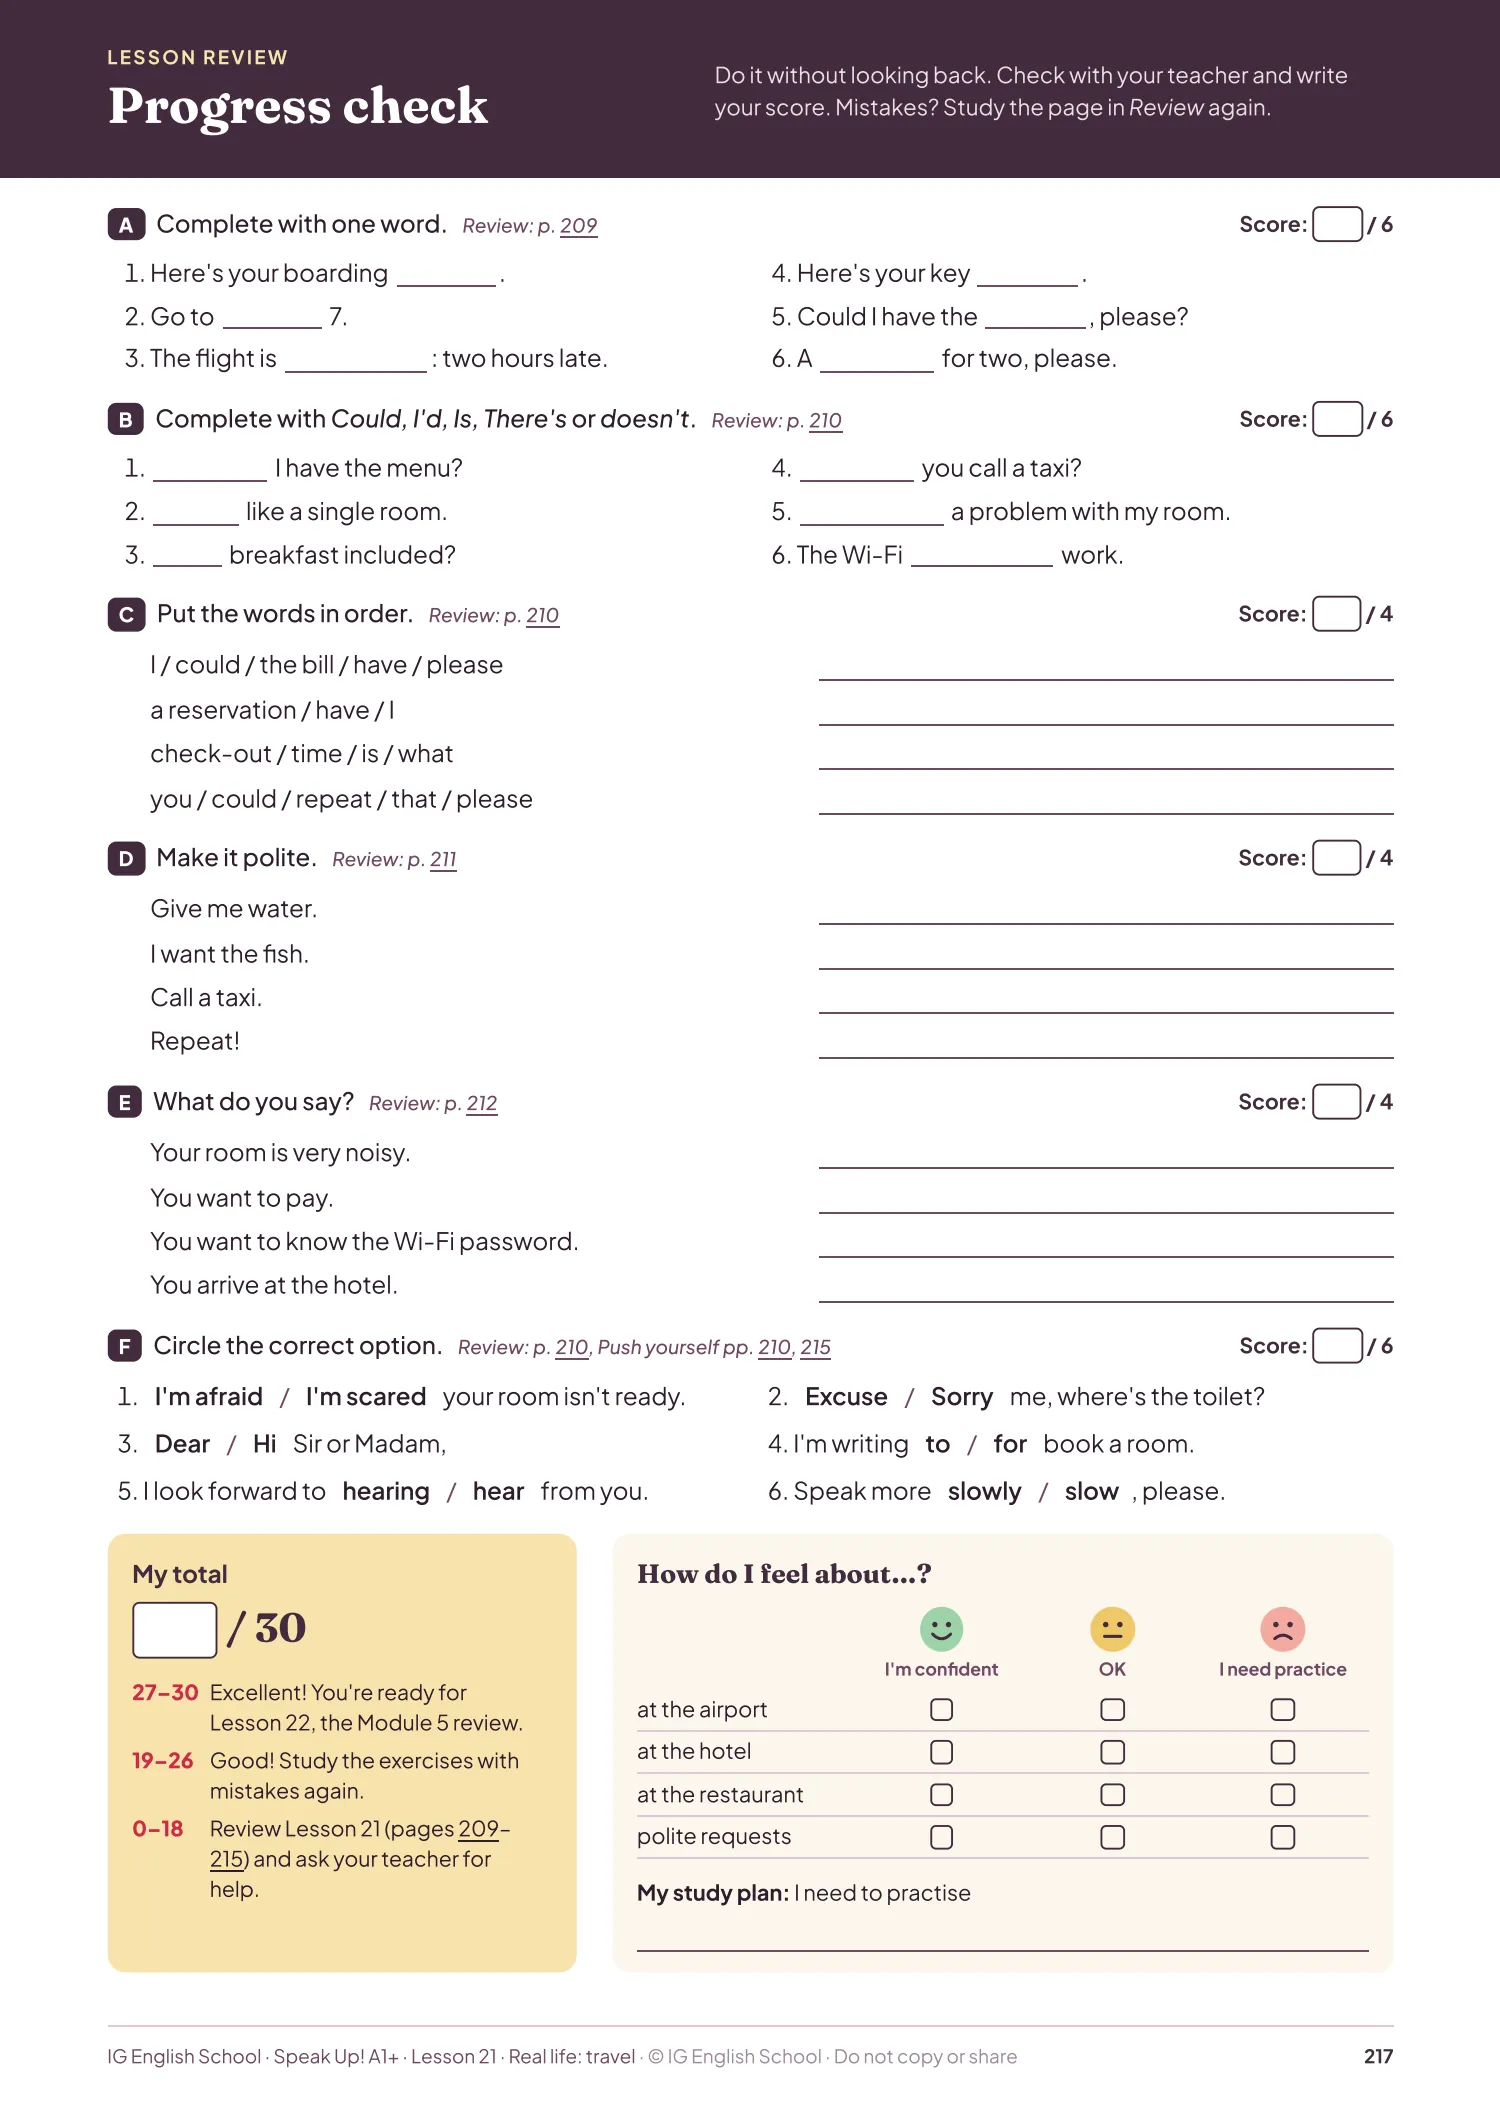 LESSON REVIEW
Progress check
Do it without looking back. Check with your teacher and write
your score. Mistakes? Study the page in Review again.
A Complete with one word. Review: p. 209 Score: / 6
1. Here's your boarding ________ .
2. Go to ________ 7.
3. The flight is ________ : two hours late.
4. Here's your key ________ .
5. Could I have the ________ , please?
6. A ________ for two, please.
B Complete with Could, I'd, Is, There's or doesn't. Review: p. 210 Score: / 6
1. ________ I have the menu?
2. ________ like a single room.
3. ________ breakfast included?
4. ________ you call a taxi?
5. ________ a problem with my room.
6. The Wi-Fi ________ work.
C Put the words in order. Review: p. 210 Score: / 4
I / could / the bill / have / please
a reservation / have / I
check-out / time / is / what
you / could / repeat / that / please
D Make it polite. Review: p. 211 Score: / 4
Give me water.
I want the fish.
Call a taxi.
Repeat!
E What do you say? Review: p. 212 Score: / 4
Your room is very noisy.
You want to pay.
You want to know the Wi-Fi password.
You arrive at the hotel.
F Circle the correct option. Review: p. 210, Push yourself pp. 210, 215 Score: / 6
1. I'm afraid / I'm scared your room isn't ready.
2. Excuse / Sorry me, where's the toilet?
3. Dear / Hi Sir or Madam,
4. I'm writing to / for book a room.
5. I look forward to hearing / hear from you.
6. Speak more slowly / slow , please.
My total
/ 30
27–30 Excellent! You're ready for
Lesson 22, the Module 5 review.
19–26 Good! Study the exercises with
mistakes again.
0–18 Review Lesson 21 (pages 209–
215) and ask your teacher for
help.
How do I feel about...?
I'm confident OK I need practice
at the airport
at the hotel
at the restaurant
polite requests
My study plan: I need to practise
IG English School · Speak Up! A1+ · Lesson 21 · Real life: travel · © IG English School · Do not copy or share
217